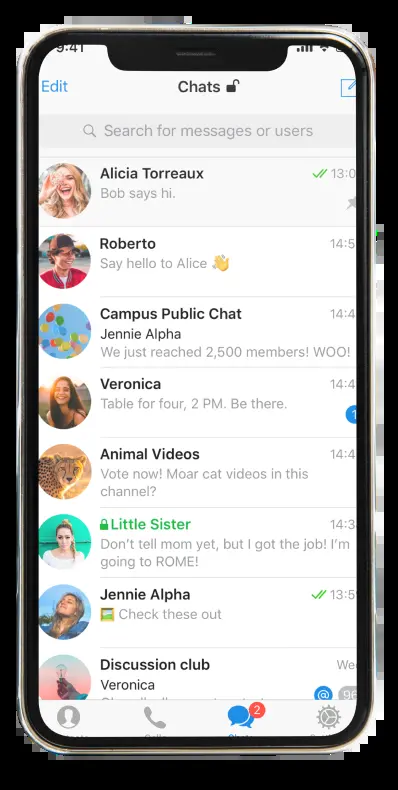 9:41
Edit
Chats
Search for messages or users
Alicia Torreaux
13:0
Bob says hi.
Roberto
14:5
Say hello to Alice 👋
Campus Public Chat
14:4
Jennie Alpha
We just reached 2,500 members! WOO!
Veronica
14:4
Table for four, 2 PM. Be there.
1
Animal Videos
14:4
Vote now! Moar cat videos in this
channel?
Little Sister
14:3
Don’t tell mom yet, but I got the job! I’m
going to ROME!
Jennie Alpha
13:5
🖼️ Check these out
Discussion club
We
Veronica
@ 96
2